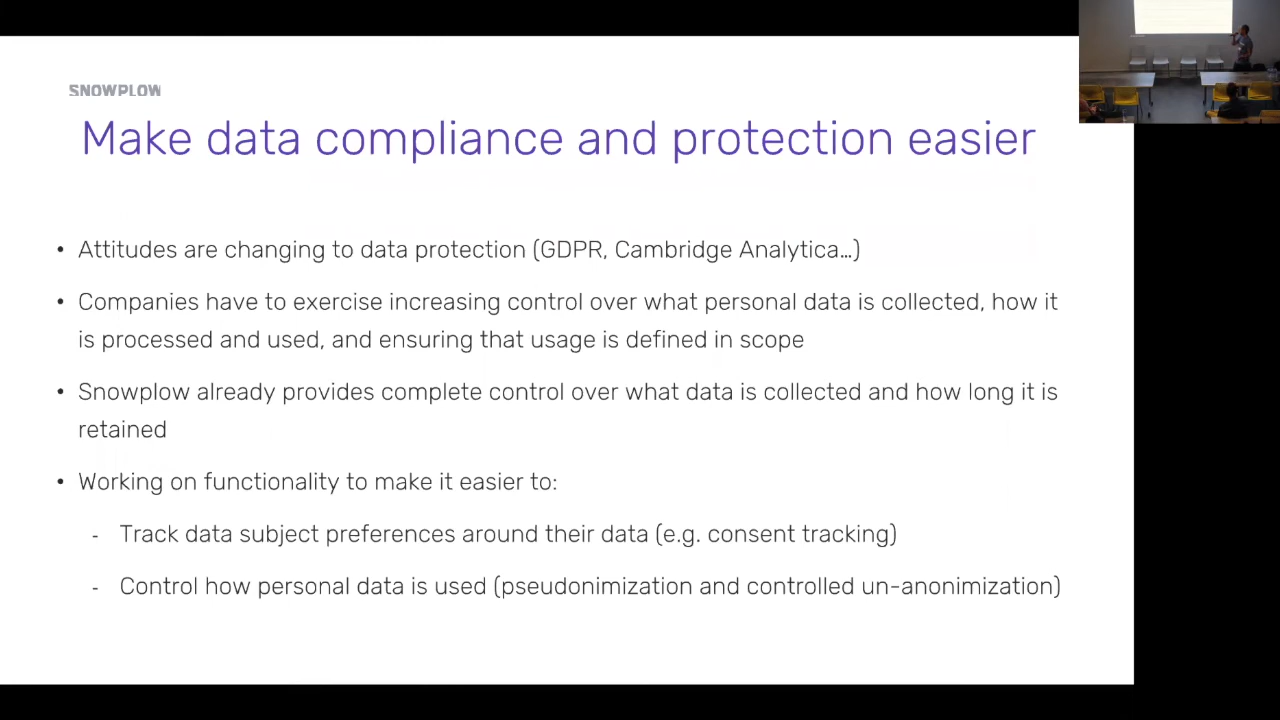 SNOWPLOW
Make data compliance and protection easier
• Attitudes are changing to data protection (GDPR, Cambridge Analytica…)
• Companies have to exercise increasing control over what personal data is collected, how it
is processed and used, and ensuring that usage is defined in scope
• Snowplow already provides complete control over what data is collected and how long it is
retained
• Working on functionality to make it easier to:
- Track data subject preferences around their data (e.g. consent tracking)
- Control how personal data is used (pseudonimization and controlled un-anonimization)